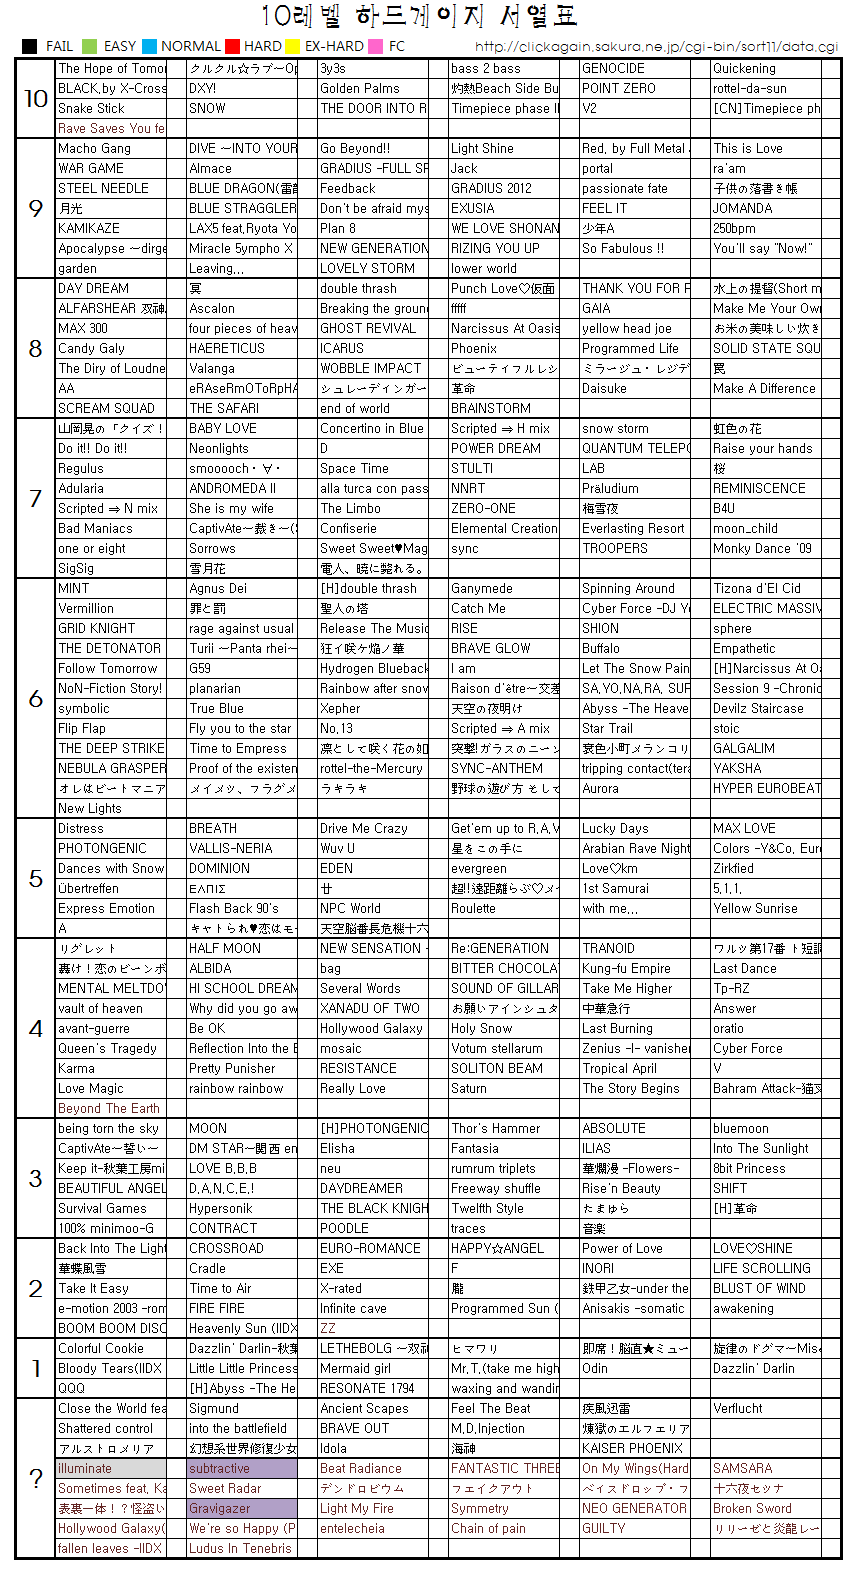 10레벨 하드게이지 서열표
FAIL EASY NORMAL HARD EX-HARD FC http://clickagain.sakura.ne.jp/cgi-bin/sort11/data.cgi
10
The Hope of Tomor クルクル☆ラブ～Op 3y3s bass 2 bass GENOCIDE Quickening
BLACK.by X-Cross DXY! Golden Palms 灼熱Beach Side Bu POINT ZERO rottel-da-sun
Snake Stick SNOW THE DOOR INTO R Timepiece phase II V2 [CN]Timepiece ph
Rave Saves You fe
9
Macho Gang DIVE ～INTO YOUR Go Beyond!! Light Shine Red. by Full Metal This is Love
WAR GAME Almace GRADIUS -FULL SP Jack portal ra'am
STEEL NEEDLE BLUE DRAGON(雷龍 Feedback GRADIUS 2012 passionate fate 子供の落書き帳
月光 BLUE STRAGGLER Don't be afraid mys EXUSIA FEEL IT JOMANDA
KAMIKAZE LAX5 feat.Ryota Yo Plan 8 WE LOVE SHONAN 少年A 250bpm
Apocalypse ～dirge Miracle 5ympho X NEW GENERATION RIZING YOU UP So Fabulous !! You'll say "Now!"
garden Leaving... LOVELY STORM lower world
8
DAY DREAM 冥 double thrash Punch Love♡仮面 THANK YOU FOR P 水上の提督(Short m
ALFARSHEAR 双神 Ascalon Breaking the groun fffff GAIA Make Me Your Own
MAX 300 four pieces of heav GHOST REVIVAL Narcissus At Oasis yellow head joe お米の美味しい炊き
Candy Galy HAERETICUS ICARUS Phoenix Programmed Life SOLID STATE SQU
The Diry of Loudne Valanga WOBBLE IMPACT ビューティフルレシ ミラージュ・レジデ 罠
AA eRAseRmOToRpHA シュレーディンガー 革命 Daisuke Make A Difference
SCREAM SQUAD THE SAFARI end of world BRAINSTORM
7
山岡晃の「クイズ！ BABY LOVE Concertino in Blue Scripted ⇒ H mix snow storm 虹色の花
Do it!! Do it!! Neonlights D POWER DREAM QUANTUM TELEPO Raise your hands
Regulus smooooch・∀・ Space Time STULTI LAB 桜
Adularia ANDROMEDA II alla turca con pass NNRT Präludium REMINISCENCE
Scripted ⇒ N mix She is my wife The Limbo ZERO-ONE 梅雪夜 B4U
Bad Maniacs CaptivAte～裁き～(S Confiserie Elemental Creation Everlasting Resort moon_child
one or eight Sorrows Sweet Sweet♥Mag sync TROOPERS Monky Dance '09
SigSig 雪月花 電人、暁に斃れる。
6
MINT Agnus Dei [H]double thrash Ganymede Spinning Around Tizona d'El Cid
Vermillion 罪と罰 聖人の塔 Catch Me Cyber Force -DJ Yo ELECTRIC MASSIV
GRID KNIGHT rage against usual Release The Music RISE SHION sphere
THE DETONATOR Turii ～Panta rhei～ 狂イ咲ケ焔ノ華 BRAVE GLOW Buffalo Empathetic
Follow Tomorrow G59 Hydrogen Blueback I am Let The Snow Pain [H]Narcissus At Oa
NoN-Fiction Story! planarian Rainbow after snow Raison d'être～交差 SA.YO.NA.RA. SUP Session 9 -Chronic
symbolic True Blue Xepher 天空の夜明け Abyss -The Heave Devilz Staircase
Flip Flap Fly you to the star No.13 Scripted ⇒ A mix Star Trail stoic
THE DEEP STRIKE Time to Empress 凛として咲く花の如 突撃!ガラスのニーソ 衰色小町メランコリ GALGALIM
NEBULA GRASPER Proof of the existen rottel-the-Mercury SYNC-ANTHEM tripping contact(tera YAKSHA
オレはビートマニア メイメツ、フラグメ ラキラキ 野球の遊び方 そして Aurora HYPER EUROBEAT
New Lights
5
Distress BREATH Drive Me Crazy Get'em up to R.A.V Lucky Days MAX LOVE
PHOTONGENIC VALLIS-NERIA Wuv U 星をこの手に Arabian Rave Night Colors -Y&Co. Euro
Dances with Snow DOMINION EDEN evergreen Love♡km Zirkfied
Übertreffen ΕΛΠΙΣ 廿 超!!遠距離らぶ♡メー 1st Samurai 5.1.1.
Express Emotion Flash Back 90's NPC World Roulette with me... Yellow Sunrise
A キャトられ♥恋はモー 天空脳番長危機十六
4
リグレット HALF MOON NEW SENSATION - Re:GENERATION TRANOID ワルツ第17番 ト短調
轟け！恋のビーンボ ALBIDA bag BITTER CHOCOLAT Kung-fu Empire Last Dance
MENTAL MELTDOW HI SCHOOL DREAM Several Words SOUND OF GILLAR Take Me Higher Tp-RZ
vault of heaven Why did you go aw XANADU OF TWO お願いアインシュタ 中華急行 Answer
avant-guerre Be OK Hollywood Galaxy Holy Snow Last Burning oratio
Queen's Tragedy Reflection Into the E mosaic Votum stellarum Zenius -I- vanisher Cyber Force
Karma Pretty Punisher RESISTANCE SOLITON BEAM Tropical April V
Love Magic rainbow rainbow Really Love Saturn The Story Begins Bahram Attack-猫叉
Beyond The Earth
3
being torn the sky MOON [H]PHOTONGENIC Thor's Hammer ABSOLUTE bluemoon
CaptivAte～誓い～ DM STAR～関西 en Elisha Fantasia ILIAS Into The Sunlight
Keep it-秋葉工房mi LOVE B.B.B neu rumrum triplets 華爛漫 -Flowers- 8bit Princess
BEAUTIFUL ANGEL D.A.N.C.E.! DAYDREAMER Freeway shuffle Rise'n Beauty SHIFT
Survival Games Hypersonik THE BLACK KNIGH Twelfth Style たまゆら [H]革命
100% minimoo-G CONTRACT POODLE traces 音楽
2
Back Into The Light CROSSROAD EURO-ROMANCE HAPPY☆ANGEL Power of Love LOVE♡SHINE
華蝶風雪 Cradle EXE F INORI LIFE SCROLLING
Take It Easy Time to Air X-rated 朧 鉄甲乙女-under the BLUST OF WIND
e-motion 2003 -rom FIRE FIRE Infinite cave Programmed Sun ( Anisakis -somatic awakening
BOOM BOOM DISC Heavenly Sun (IIDX ZZ
1
Colorful Cookie Dazzlin' Darlin-秋葉 LETHEBOLG ～双神 ヒマワリ 即席！脳直★ミュー 旋律のドグマ～Mise
Bloody Tears(IIDX Little Little Princess Mermaid girl Mr.T.(take me high Odin Dazzlin' Darlin
QQQ [H]Abyss -The He RESONATE 1794 waxing and wandin
?
Close the World fea Sigmund Ancient Scapes Feel The Beat 疾風迅雷 Verflucht
Shattered control into the battlefield BRAVE OUT M.D.Injection 煉獄のエルフェリア
アルストロメリア 幻想系世界修復少女 Idola 海神 KAISER PHOENIX
illuminate subtractive Beat Radiance FANTASTIC THREE On My Wings(Hard SAMSARA
Sometimes feat. Ka Sweet Radar デンドロビウム フェイクアウト ベイスドロップ・フ 十六夜セツナ
表裏一体！？怪盗い Gravigazer Light My Fire Symmetry NEO GENERATOR Broken Sword
Hollywood Galaxy( We're so Happy (P entelecheia Chain of pain GUILTY リリーゼと炎龍レー
fallen leaves -IIDX Ludus In Tenebris